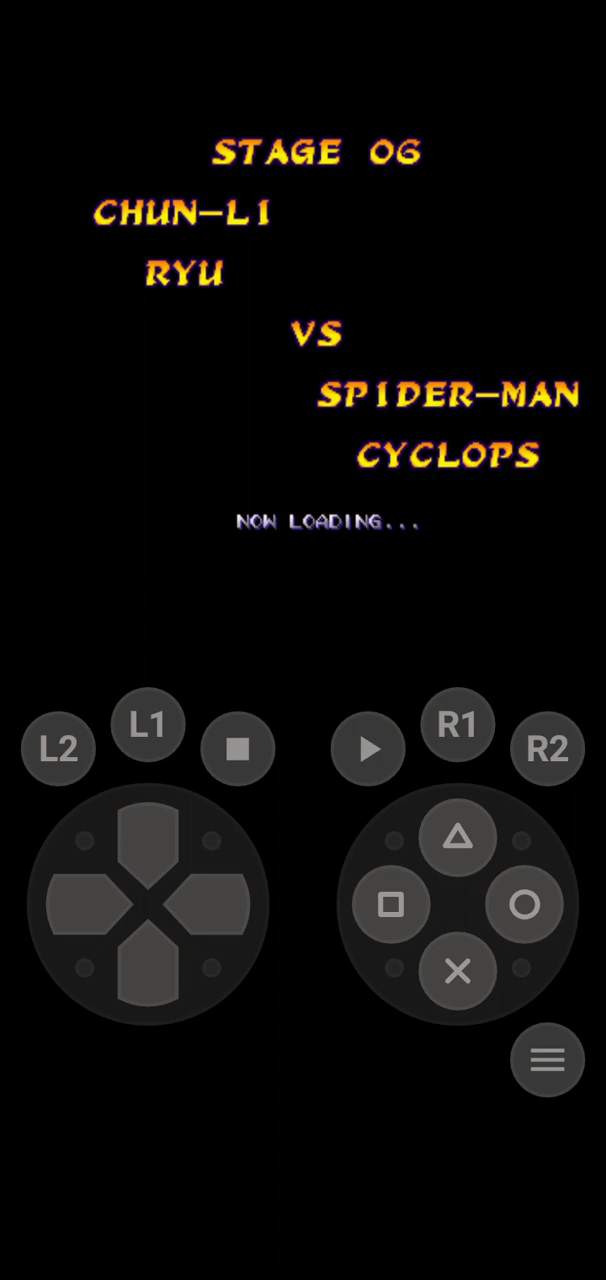 STAGE 06
CHUN-LI
RYU
VS
SPIDER-MAN
CYCLOPS
NOW LOADING...
L2 L1 R1 R2